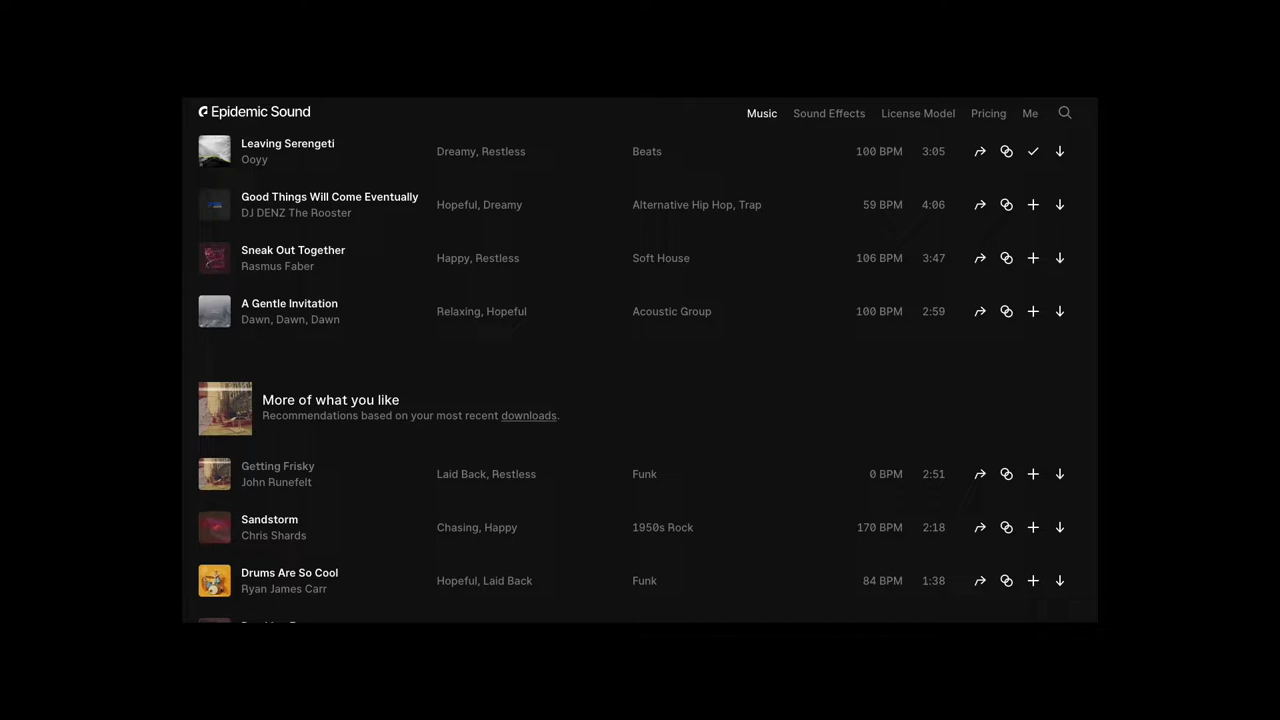 Epidemic Sound
Music Sound Effects License Model Pricing Me
Leaving Serengeti
Ooyy
Dreamy, Restless
Beats
100 BPM 3:05
Good Things Will Come Eventually
DJ DENZ The Rooster
Hopeful, Dreamy
Alternative Hip Hop, Trap
59 BPM 4:06
Sneak Out Together
Rasmus Faber
Happy, Restless
Soft House
106 BPM 3:47
A Gentle Invitation
Dawn, Dawn, Dawn
Relaxing, Hopeful
Acoustic Group
100 BPM 2:59
More of what you like
Recommendations based on your most recent downloads.
Getting Frisky
John Runefelt
Laid Back, Restless
Funk
0 BPM 2:51
Sandstorm
Chris Shards
Chasing, Happy
1950s Rock
170 BPM 2:18
Drums Are So Cool
Ryan James Carr
Hopeful, Laid Back
Funk
84 BPM 1:38